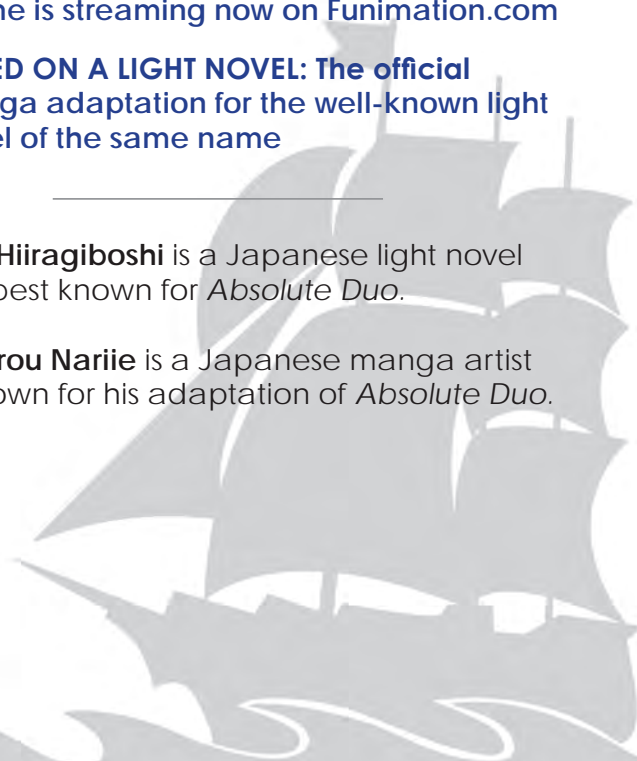 ne is streaming now on Funimation.com
ED ON A LIGHT NOVEL: The official
ga adaptation for the well-known light
el of the same name
Hiiragiboshi is a Japanese light novel
best known for Absolute Duo.
rou Nariie is a Japanese manga artist
own for his adaptation of Absolute Duo.